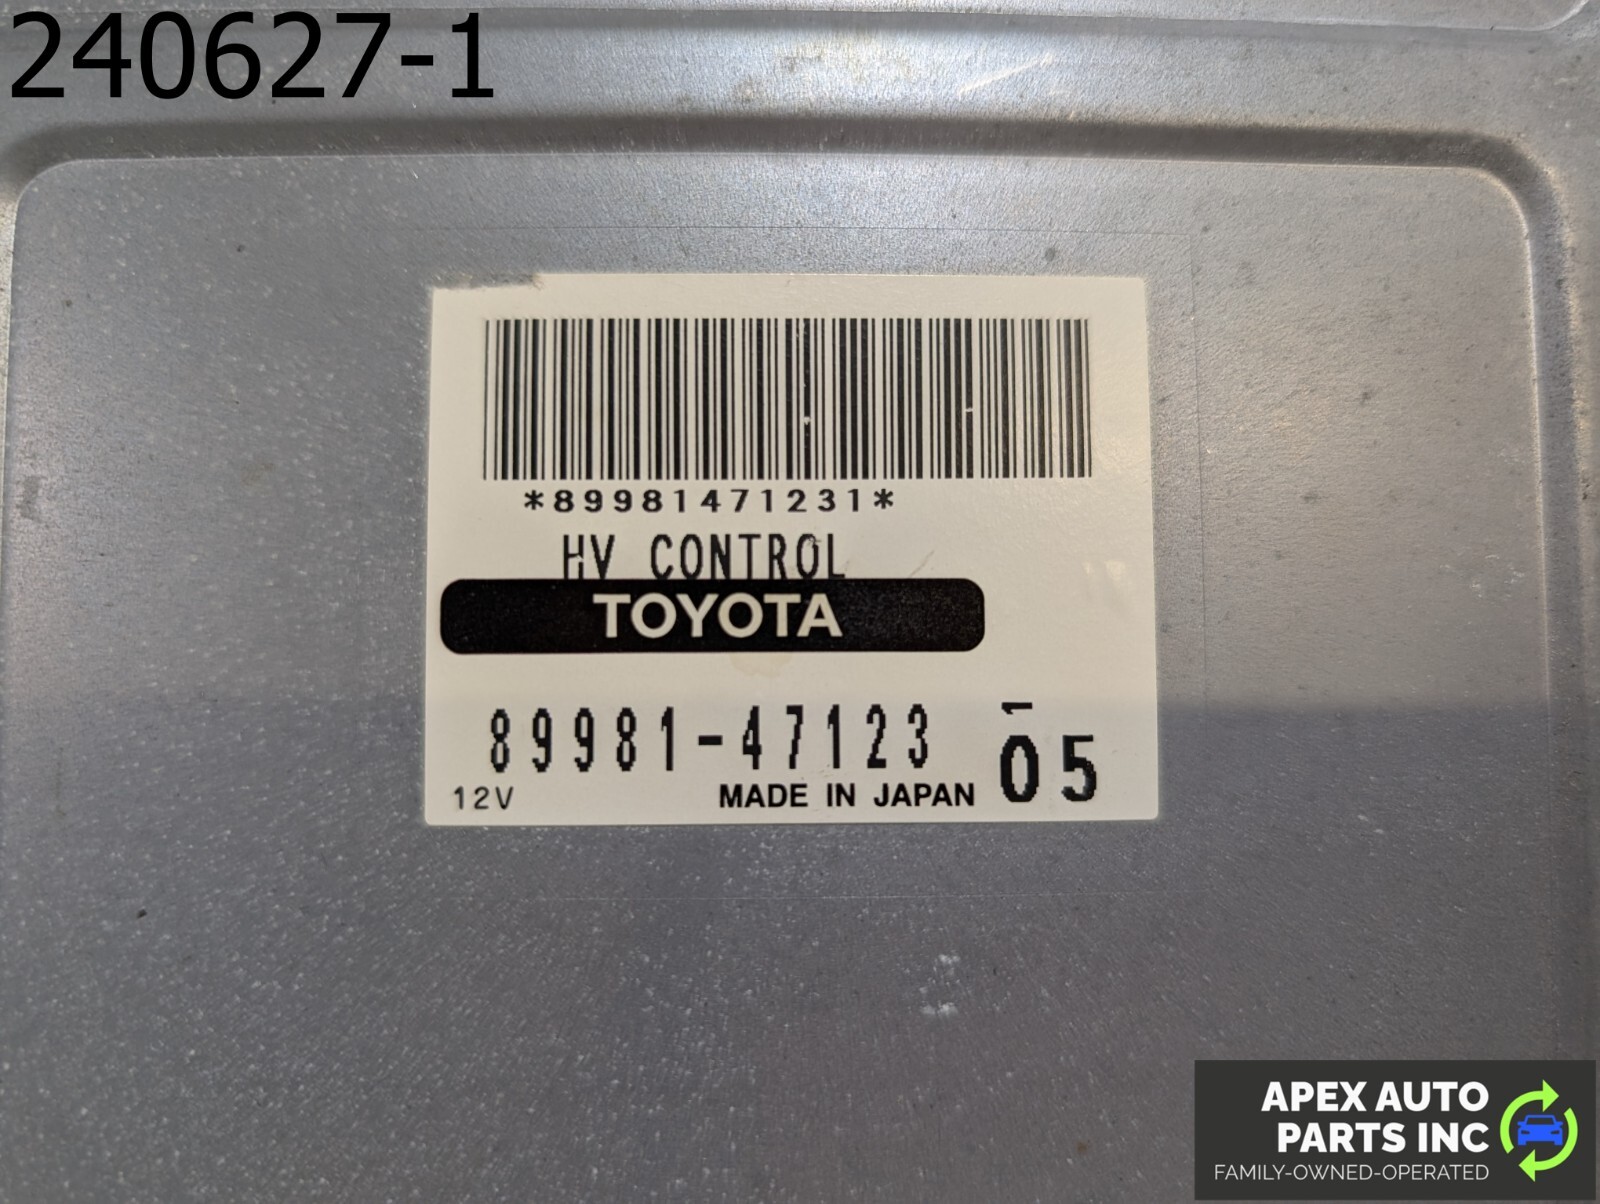 240627-1
*89981471231*
HV CONTROL
TOYOTA
89981-47123 1
05
12V MADE IN JAPAN
APEX AUTO
PARTS INC
FAMILY-OWNED-OPERATED